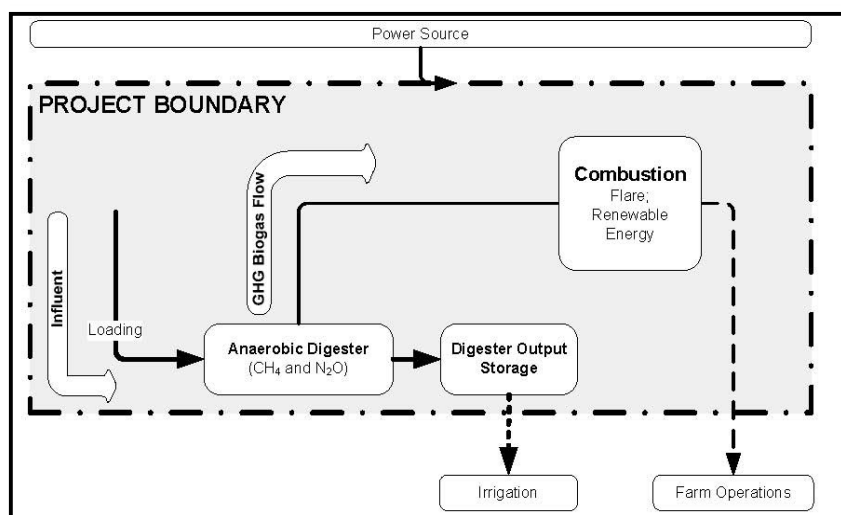 Power Source
PROJECT BOUNDARY
Combustion
Flare;
Renewable
Energy
GHG Biogas Flow
Influent
Loading
Anaerobic Digester
(CH₄ and N₂O)
Digester Output
Storage
Irrigation
Farm Operations